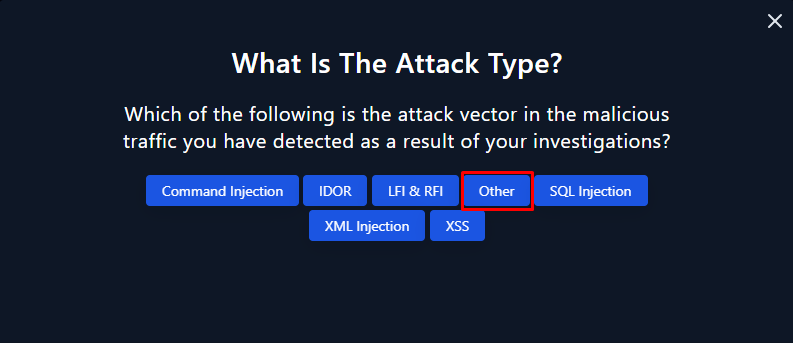 What Is The Attack Type?
Which of the following is the attack vector in the malicious
traffic you have detected as a result of your investigations?
Command Injection IDOR LFI & RFI Other SQL Injection
XML Injection XSS